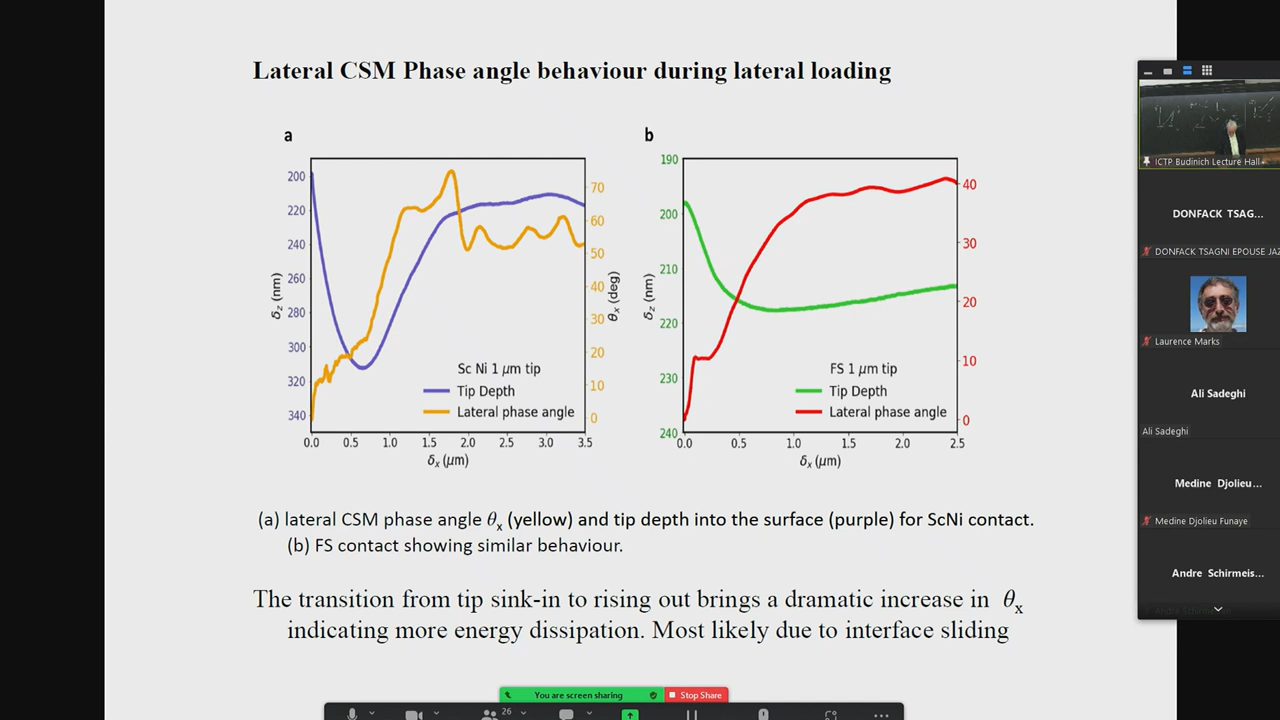 Lateral CSM Phase angle behaviour during lateral loading
a
200
220
240
260
280
300
320
340
δz (nm)
70
60
50
40
30
20
10
0
θx (deg)
Sc Ni 1 μm tip
Tip Depth
Lateral phase angle
0.0 0.5 1.0 1.5 2.0 2.5 3.0 3.5
δx (μm)
b
190
200
210
220
230
240
δz (nm)
40
30
20
10
0
FS 1 μm tip
Tip Depth
Lateral phase angle
0.0 0.5 1.0 1.5 2.0 2.5
δx (μm)
(a) lateral CSM phase angle θx (yellow) and tip depth into the surface (purple) for ScNi contact.
(b) FS contact showing similar behaviour.
The transition from tip sink-in to rising out brings a dramatic increase in θx
indicating more energy dissipation. Most likely due to interface sliding
ICTP Budinich Lecture Hall
DONFACK TSAG...
DONFACK TSAGNI EPOUSE JAZ
Laurence Marks
Ali Sadeghi
Ali Sadeghi
Medine Djolieu...
Medine Djolieu Funaye
Andre Schirmeis...
You are screen sharing
Stop Share
26